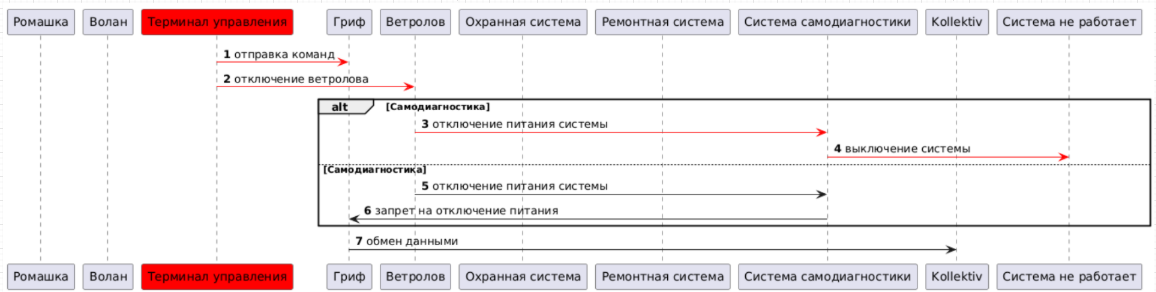 Ромашка Волан Терминал управления Гриф Ветролов Охранная система Ремонтная система Система самодиагностики Kollektiv Система не работает
1 отправка команд
2 отключение ветролова
alt [Самодиагностика]
3 отключение питания системы
4 выключение системы
[Самодиагностика]
5 отключение питания системы
6 запрет на отключение питания
7 обмен данными
Ромашка Волан Терминал управления Гриф Ветролов Охранная система Ремонтная система Система самодиагностики Kollektiv Система не работает